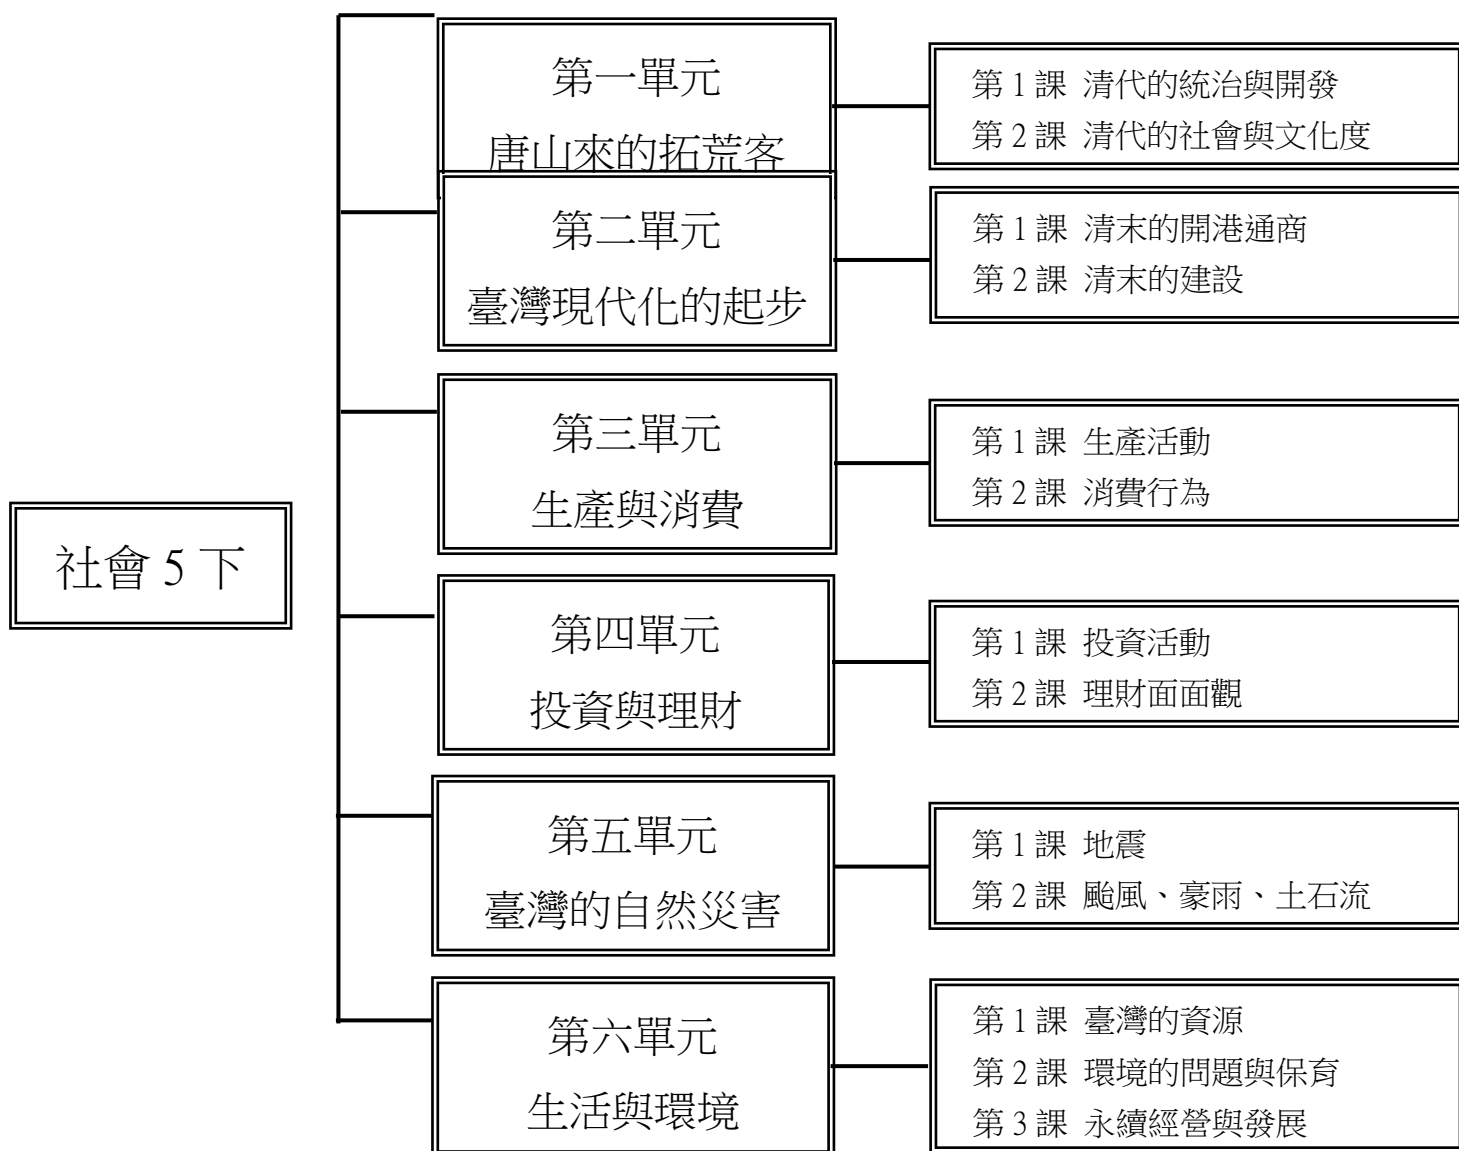 社會 5 下
第一單元
唐山來的拓荒客
第 1 課 清代的統治與開發
第 2 課 清代的社會與文化度
第二單元
臺灣現代化的起步
第 1 課 清末的開港通商
第 2 課 清末的建設
第三單元
生產與消費
第 1 課 生產活動
第 2 課 消費行為
第四單元
投資與理財
第 1 課 投資活動
第 2 課 理財面面觀
第五單元
臺灣的自然災害
第 1 課 地震
第 2 課 颱風、豪雨、土石流
第六單元
生活與環境
第 1 課 臺灣的資源
第 2 課 環境的問題與保育
第 3 課 永續經營與發展